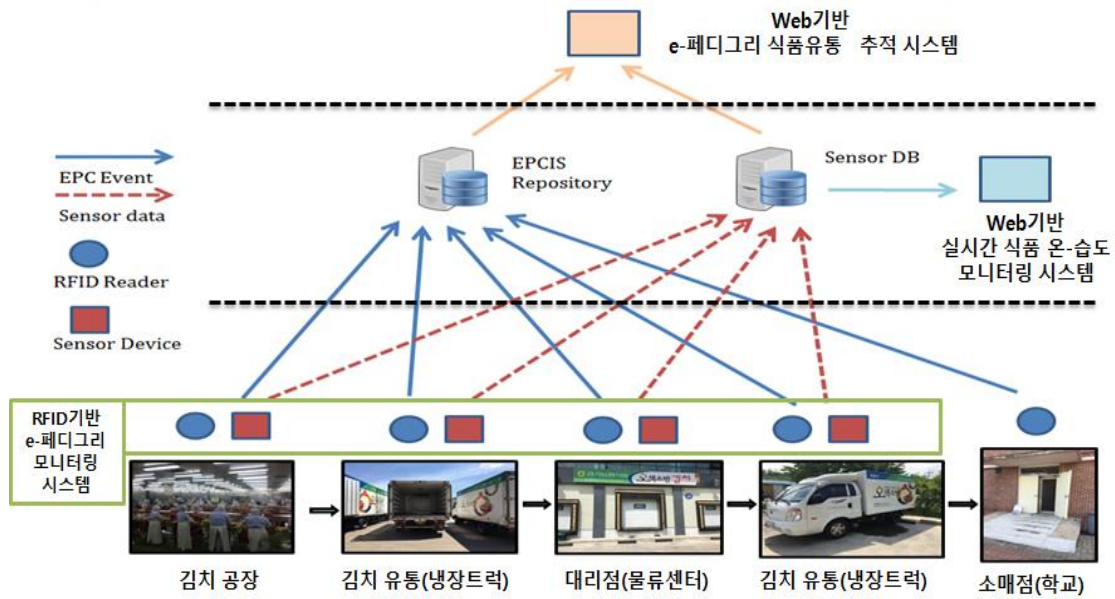 Web기반
e-페디그리 식품유통 추적 시스템
EPC Event
Sensor data
RFID Reader
Sensor Device
EPCIS
Repository
Sensor DB
Web기반
실시간 식품 온-습도
모니터링 시스템
RFID기반
e-페디그리
모니터링
시스템
김치 공장
김치 유통(냉장트럭)
대리점(물류센터)
김치 유통(냉장트럭)
소매점(학교)